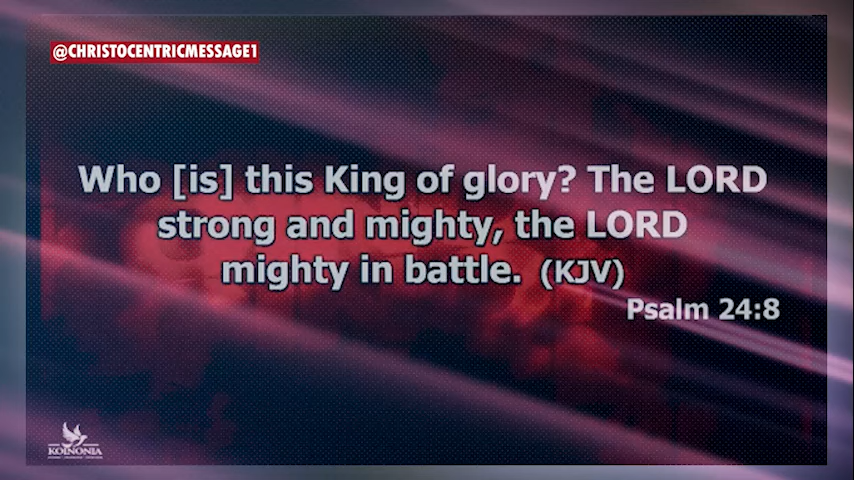 @CHRISTOCENTRICMESSAGE1
Who [is] this King of glory? The LORD
strong and mighty, the LORD
mighty in battle. (KJV)
Psalm 24:8
KOINONIA